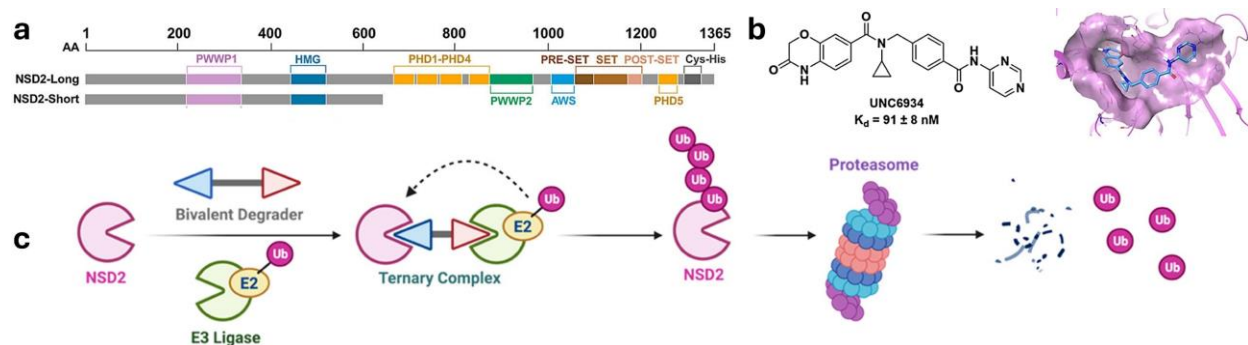 a
1 200 400 600 800 1000 1200 1365
AA
PWWP1 HMG PHD1-PHD4 PRE-SET SET POST-SET Cys-His
NSD2-Long
NSD2-Short
PWWP2 AWS PHD5
b
O
O
N
O
N
H
O
H
N
N
N
UNC6934
Kd = 91 ± 8 nM
c
NSD2
Bivalent Degrader
E2
Ub
E3 Ligase
E2
Ub
Ternary Complex
Ub
Ub
Ub
Ub
NSD2
Proteasome
Ub
Ub
Ub
Ub